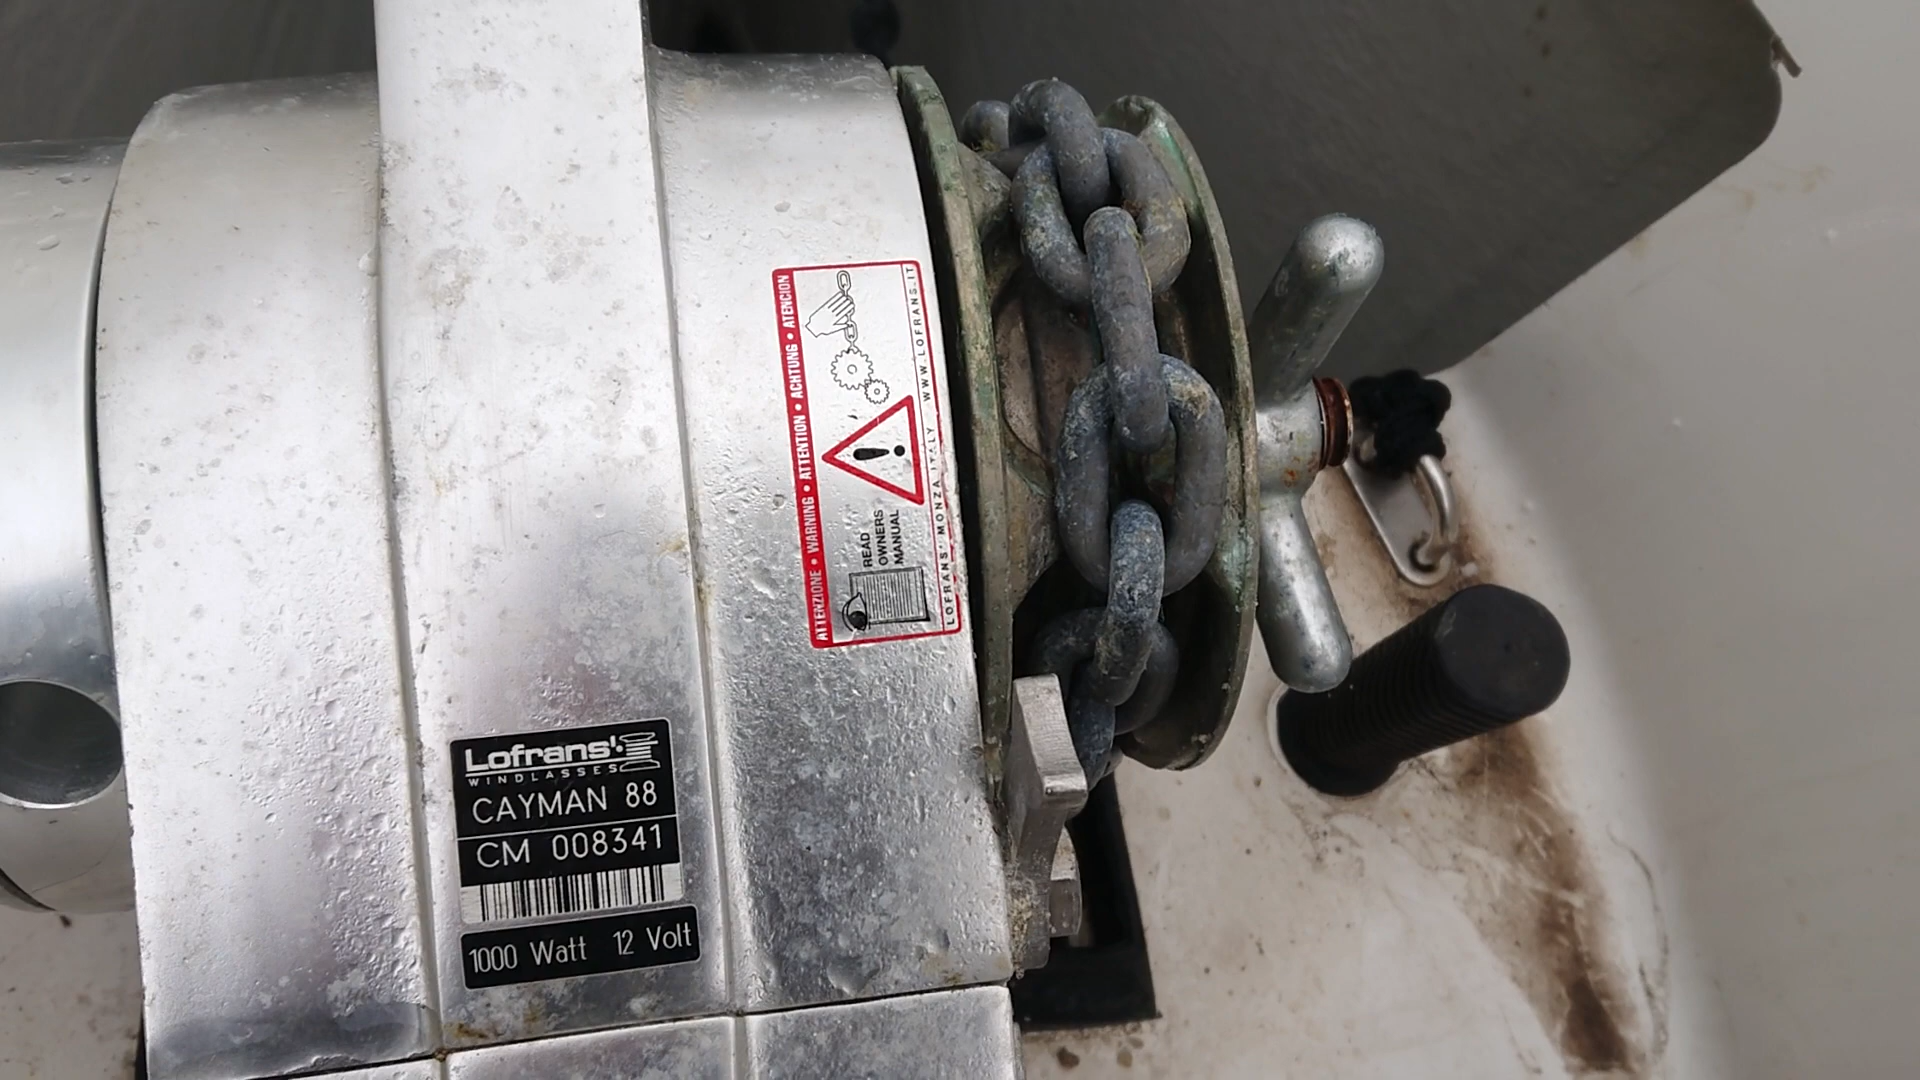 ATTENZIONE • WARNING • ATTENTION • ACHTUNG • ATENCION
READ
OWNERS
MANUAL
LOFRANS' MONZA ITALY WWW.LOFRANS.IT
Lofrans'
WINDLASSES
CAYMAN 88
CM 008341
1000 Watt 12 Volt